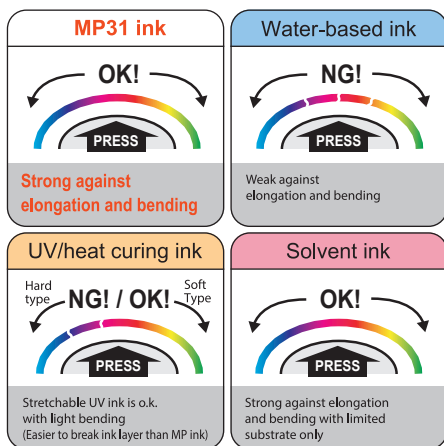 MP31 ink
OK!
PRESS
Strong against
elongation and bending
Water-based ink
NG!
PRESS
Weak against
elongation and bending
UV/heat curing ink
Hard
type
NG! / OK!
Soft
Type
PRESS
Stretchable UV ink is o.k.
with light bending
(Easier to break ink layer than MP ink)
Solvent ink
OK!
PRESS
Strong against elongation
and bending with limited
substrate only